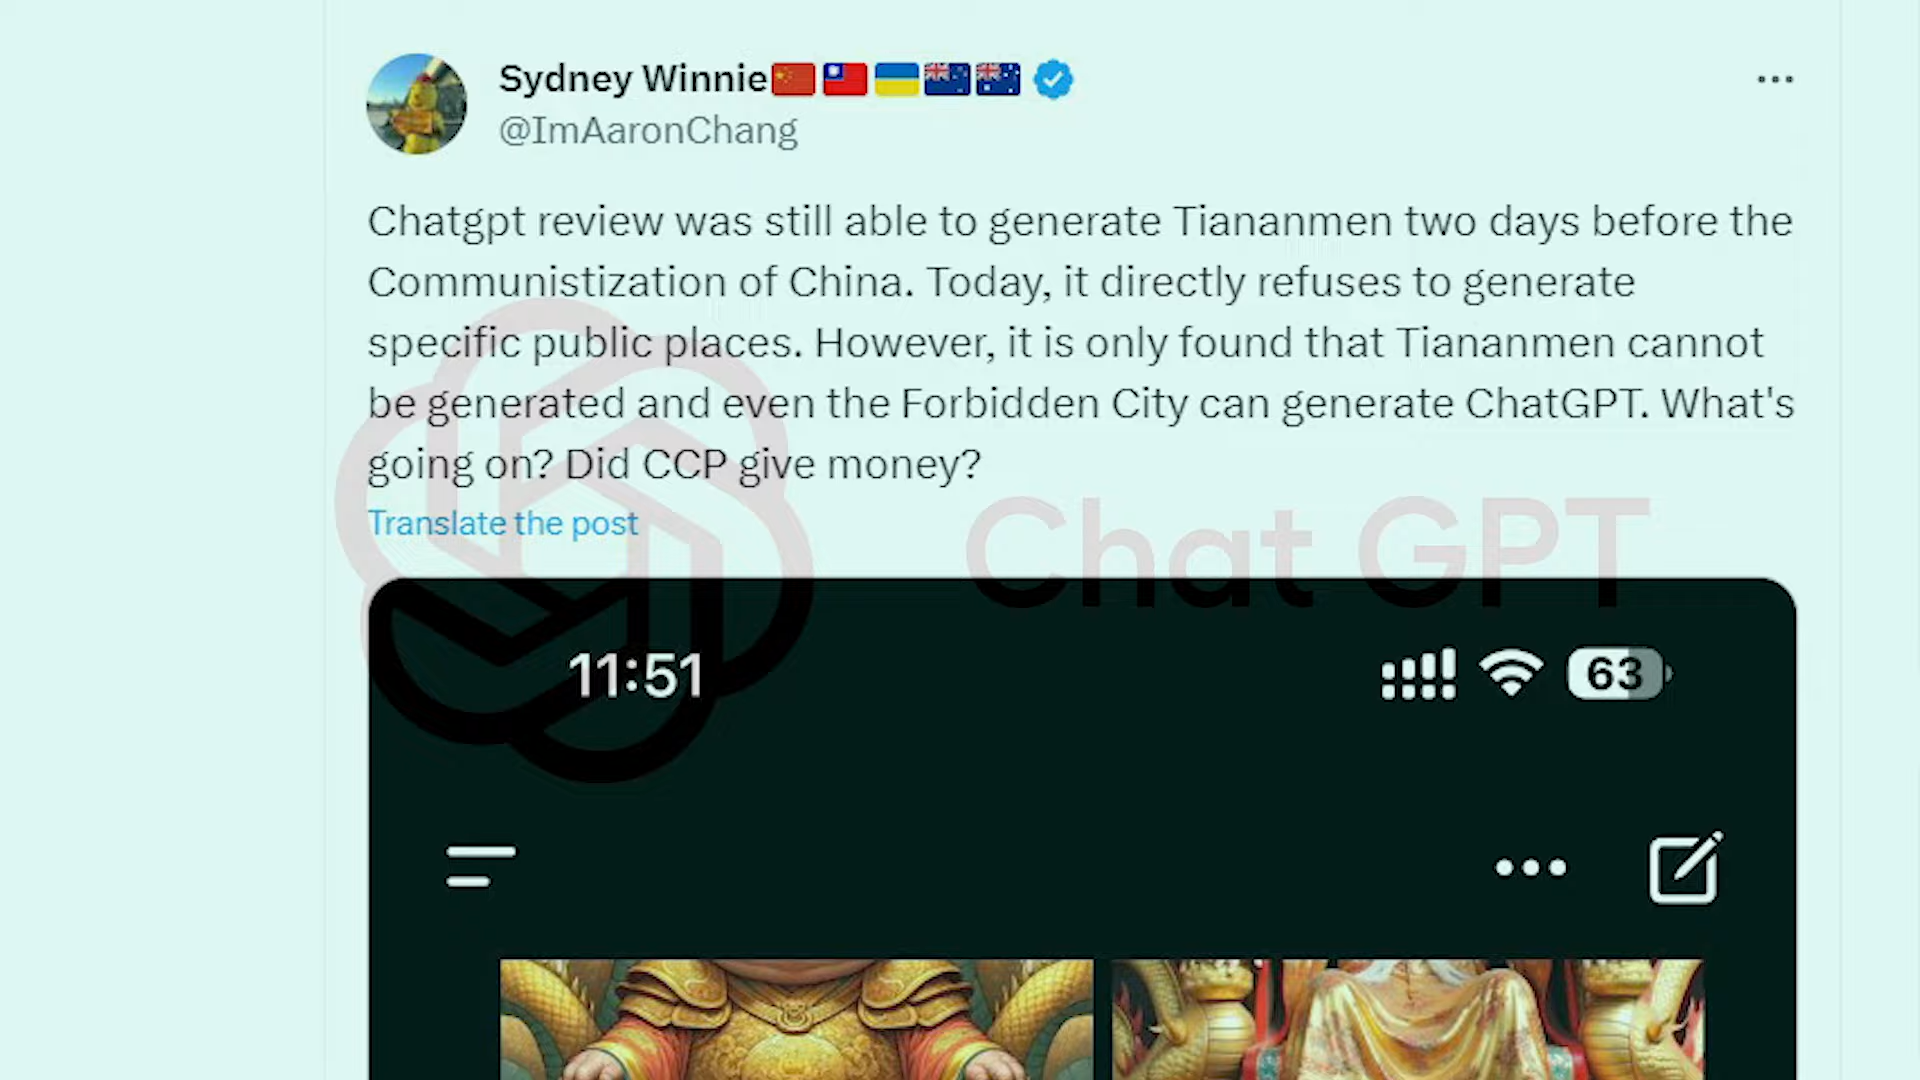 Sydney Winnie
@ImAaronChang
Chatgpt review was still able to generate Tiananmen two days before the
Communistization of China. Today, it directly refuses to generate
specific public places. However, it is only found that Tiananmen cannot
be generated and even the Forbidden City can generate ChatGPT. What's
going on? Did CCP give money?
Translate the post
Chat GPT
11:51
63